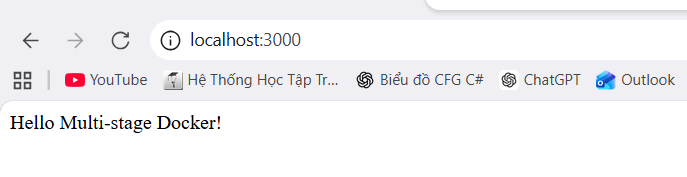 localhost:3000
YouTube Hệ Thống Học Tập Tr... Biểu đồ CFG C# ChatGPT Outlook
Hello Multi-stage Docker!